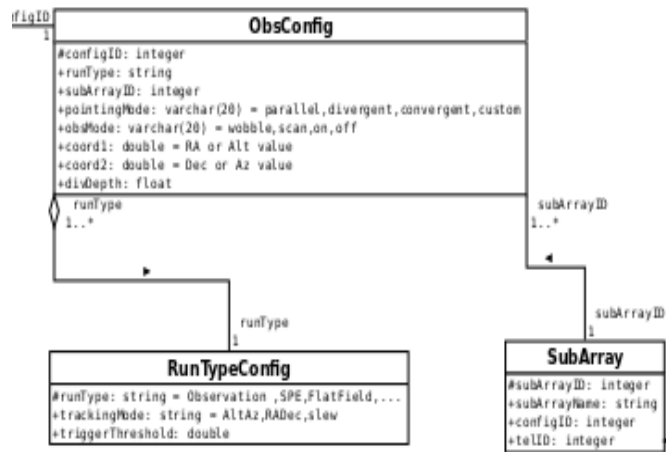 nfigID
1
ObsConfig
#configID: integer
+runType: string
+subArrayID: integer
+pointingMode: varchar(20) = parallel,divergent,convergent,custom
+obsMode: varchar(20) = wobble,scan,on,off
+coord1: double = RA or Alt value
+coord2: double = Dec or Az value
+divDepth: float
runType
1..*
subArrayID
1..*
runType
1
subArrayID
1
RunTypeConfig
#runType: string = Observation ,SPE,FlatField,...
+trackingMode: string = AltAz,RADec,slew
+triggerThreshold: double
SubArray
#subArrayID: integer
+subArrayName: string
+configID: integer
+telID: integer